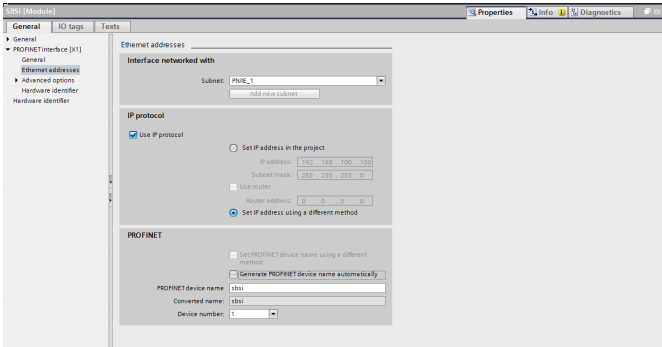 SBSI [Module]
Properties Info Diagnostics
General IO tags Texts
General
PROFINET interface [X1]
General
Ethernet addresses
Advanced options
Hardware identifier
Hardware identifier
Ethernet addresses
Interface networked with
Subnet: PN/IE_1
Add new subnet
IP protocol
Use IP protocol
Set IP address in the project
IP address: 192 . 168 . 100 . 100
Subnet mask: 255 . 255 . 255 . 0
Use router
Router address: 0 . 0 . 0 . 0
Set IP address using a different method
PROFINET
Set PROFINET device name using a different
method.
Generate PROFINET device name automatically
PROFINET device name sbsi
Converted name: sbsi
Device number: 1